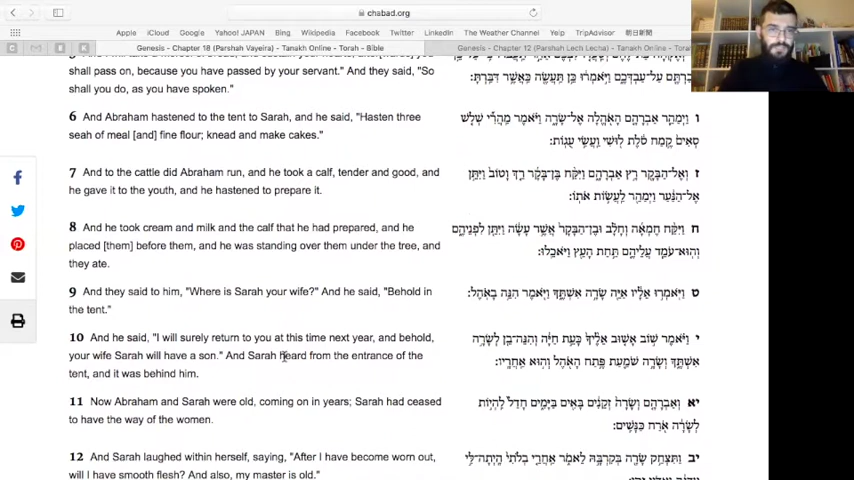 chabad.org
Apple iCloud Google Yahoo! JAPAN Bing Wikipedia Facebook Twitter LinkedIn The Weather Channel Yelp TripAdvisor 朝日新聞
Genesis - Chapter 18 (Parshah Vayeira) - Tanakh Online - Torah - Bible
Genesis - Chapter 12 (Parshah Lech Lecha) - Tanakh Online - Torah
shall pass on, because you have passed by your servant." And they said, "So
shall you do, as you have spoken."
6 And Abraham hastened to the tent to Sarah, and he said, "Hasten three
seah of meal [and] fine flour; knead and make cakes."
7 And to the cattle did Abraham run, and he took a calf, tender and good, and
he gave it to the youth, and he hastened to prepare it.
8 And he took cream and milk and the calf that he had prepared, and he
placed [them] before them, and he was standing over them under the tree, and
they ate.
9 And they said to him, "Where is Sarah your wife?" And he said, "Behold in
the tent."
10 And he said, "I will surely return to you at this time next year, and behold,
your wife Sarah will have a son." And Sarah heard from the entrance of the
tent, and it was behind him.
11 Now Abraham and Sarah were old, coming on in years; Sarah had ceased
to have the way of the women.
12 And Sarah laughed within herself, saying, "After I have become worn out,
will I have smooth flesh? And also, my master is old."
עַל־עַבְדְּכֶ֑ם וַיֹּ֣אמְר֔וּ כֵּ֥ן תַּעֲשֶׂ֖ה כַּאֲשֶׁ֥ר דִּבַּֽרְתָּ:
ו וַיְמַהֵ֧ר אַבְרָהָ֛ם הָאֹ֖הֱלָה אֶל־שָׂרָ֑ה וַיֹּ֗אמֶר מַהֲרִ֞י שְׁל֤שׁ
סְאִים֙ קֶ֣מַח סֹ֔לֶת ל֖וּשִׁי וַעֲשִׂ֥י עֻגֽוֹת:
ז וְאֶל־הַבָּקָ֖ר רָ֣ץ אַבְרָהָ֑ם וַיִּקַּ֨ח בֶּן־בָּקָ֜ר רַ֤ךְ וָטוֹב֙ וַיִּתֵּ֣ן
אֶל־הַנַּ֔עַר וַיְמַהֵ֖ר לַעֲשׂ֥וֹת אֹתֽוֹ:
ח וַיִּקַּ֨ח חֶמְאָ֜ה וְחָלָ֗ב וּבֶן־הַבָּקָר֙ אֲשֶׁ֣ר עָשָׂ֔ה וַיִּתֵּ֖ן לִפְנֵיהֶ֑ם
וְהֽוּא־עֹמֵ֧ד עֲלֵיהֶ֛ם תַּ֥חַת הָעֵ֖ץ וַיֹּאכֵֽלוּ:
ט וַיֹּאמְר֣וּ אֵלָ֔יו אַיֵּ֖ה שָׂרָ֣ה אִשְׁתֶּ֑ךָ וַיֹּ֖אמֶר הִנֵּ֥ה בָאֹֽהֶל:
י וַיֹּ֗אמֶר שׁ֣וֹב אָשׁ֤וּב אֵלֶ֨יךָ֙ כָּעֵ֣ת חַיָּ֔ה וְהִנֵּה־בֵ֖ן לְשָׂרָ֣ה
אִשְׁתֶּ֑ךָ וְשָׂרָ֥ה שֹׁמַ֛עַת פֶּ֥תַח הָאֹ֖הֶל וְה֥וּא אַחֲרָֽיו:
יא וְאַבְרָהָ֤ם וְשָׂרָה֙ זְקֵנִ֔ים בָּאִ֖ים בַּיָּמִ֑ים חָדַל֙ לִהְי֣וֹת
לְשָׂרָ֔ה אֹ֖רַח כַּנָּשִֽׁים:
יב וַתִּצְחַ֥ק שָׂרָ֖ה בְּקִרְבָּ֣הּ לֵאמֹ֑ר אַחֲרֵ֤י בְלֹתִי֙ הָֽיְתָה־לִּ֣י